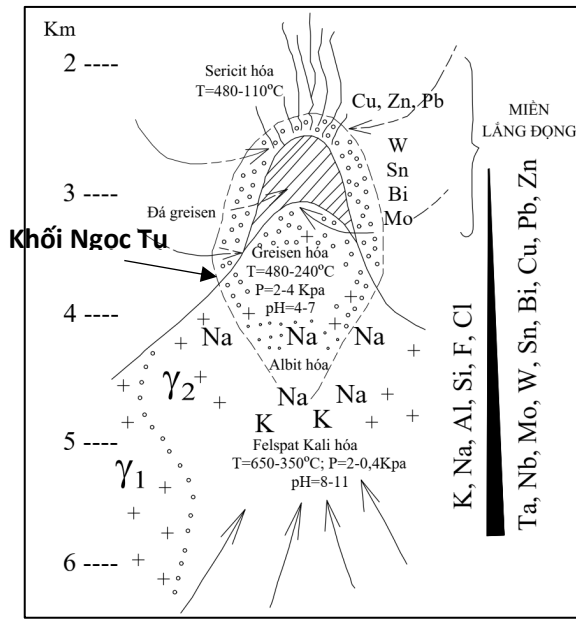 Km
2 ----
Sericit hóa
T=480-110°C
Cu, Zn, Pb
MIỀN
LẮNG ĐỌNG
W
Sn
Bi
Mo
3 ----
Đá greisen
Khối Ngọc Tụ
Greisen hóa
T=480-240°C
P=2-4 Kpa
pH=4-7
4 ----
Na Na Na
Albit hóa
γ2
Na Na
K K
5 ----
Felspat Kali hóa
T=650-350°C; P=2-0,4Kpa
pH=8-11
γ1
6 ----
K, Na, Al, Si, F, Cl
Ta, Nb, Mo, W, Sn, Bi, Cu, Pb, Zn